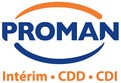 PROMAN
Intérim • CDD • CDI